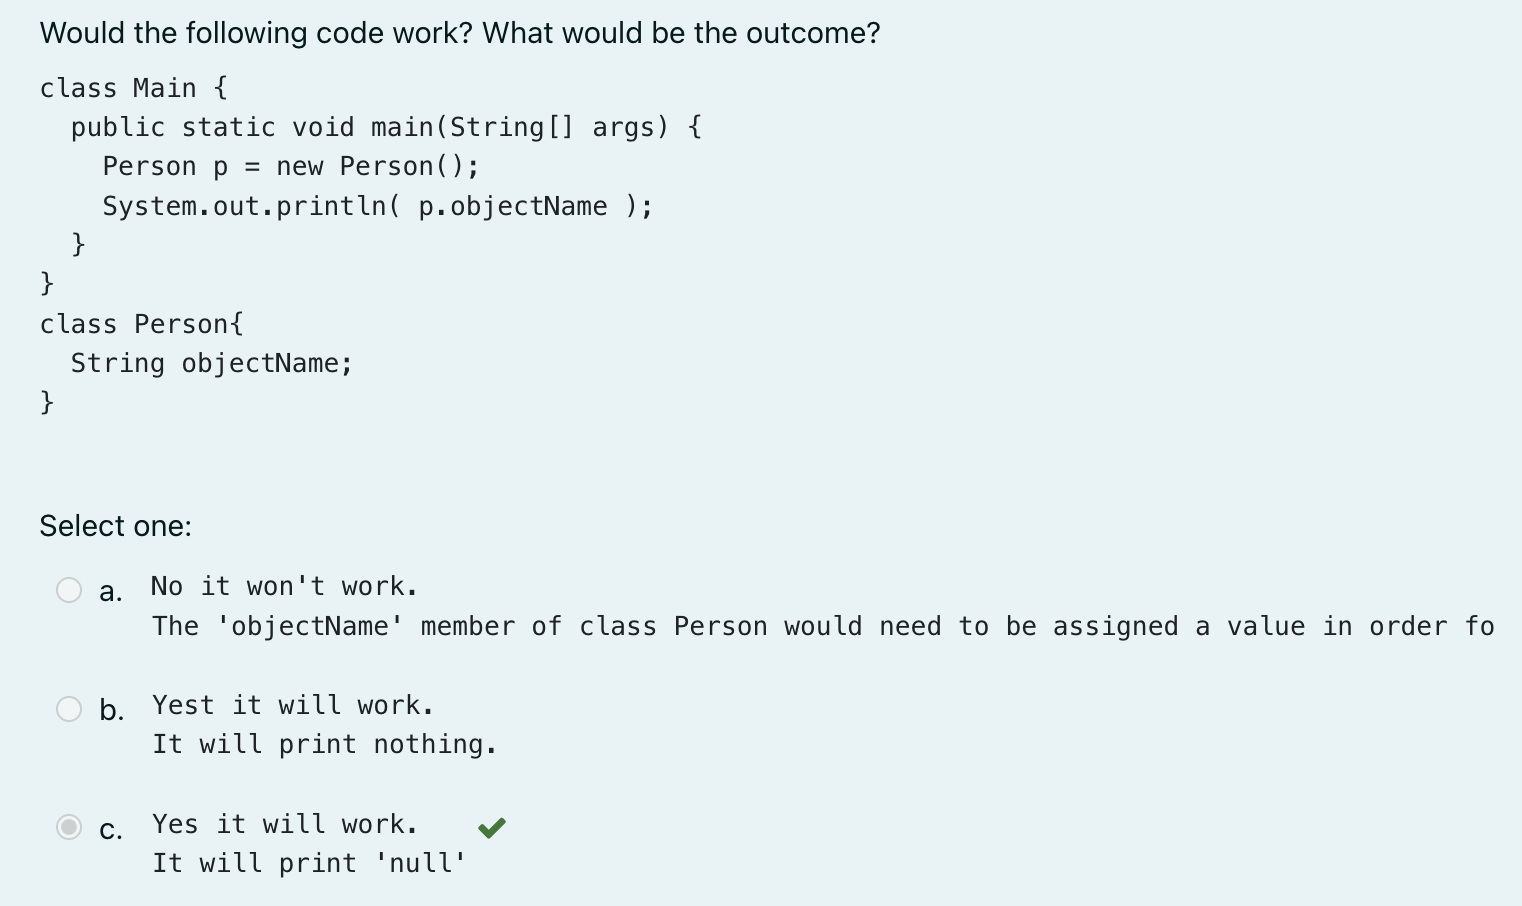 Would the following code work? What would be the outcome?
class Main {
  public static void main(String[] args) {
    Person p = new Person();
    System.out.println( p.objectName );
  }
}
class Person{
  String objectName;
}
Select one:
a. No it won't work.
The 'objectName' member of class Person would need to be assigned a value in order fo
b. Yest it will work.
It will print nothing.
c. Yes it will work.
It will print 'null'